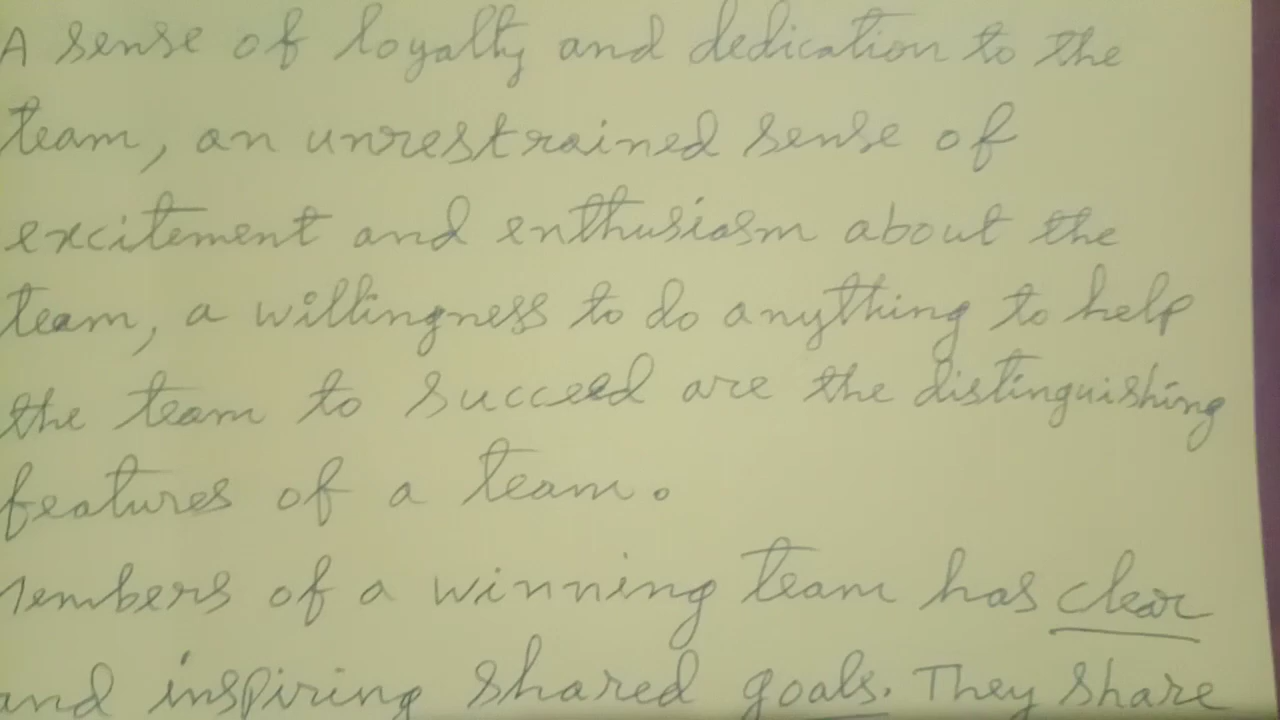 A sense of loyalty and dedication to the
team, an unrestrained sense of
excitement and enthusiasm about the
team, a willingness to do anything to help
the team to succeed are the distinguishing
features of a team.
Members of a winning team has clear
and inspiring shared goals. They share